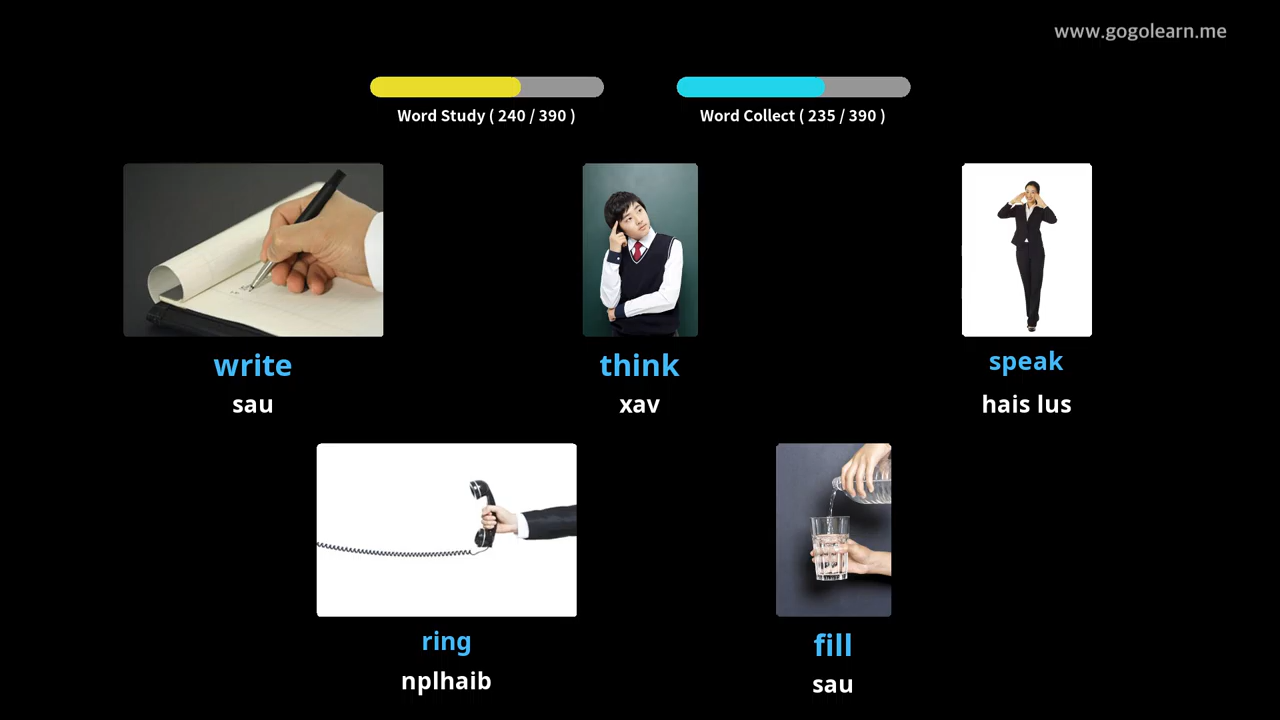 www.gogolearn.me
Word Study ( 240 / 390 )
Word Collect ( 235 / 390 )
write
sau
think
xav
speak
hais lus
ring
nplhaib
fill
sau